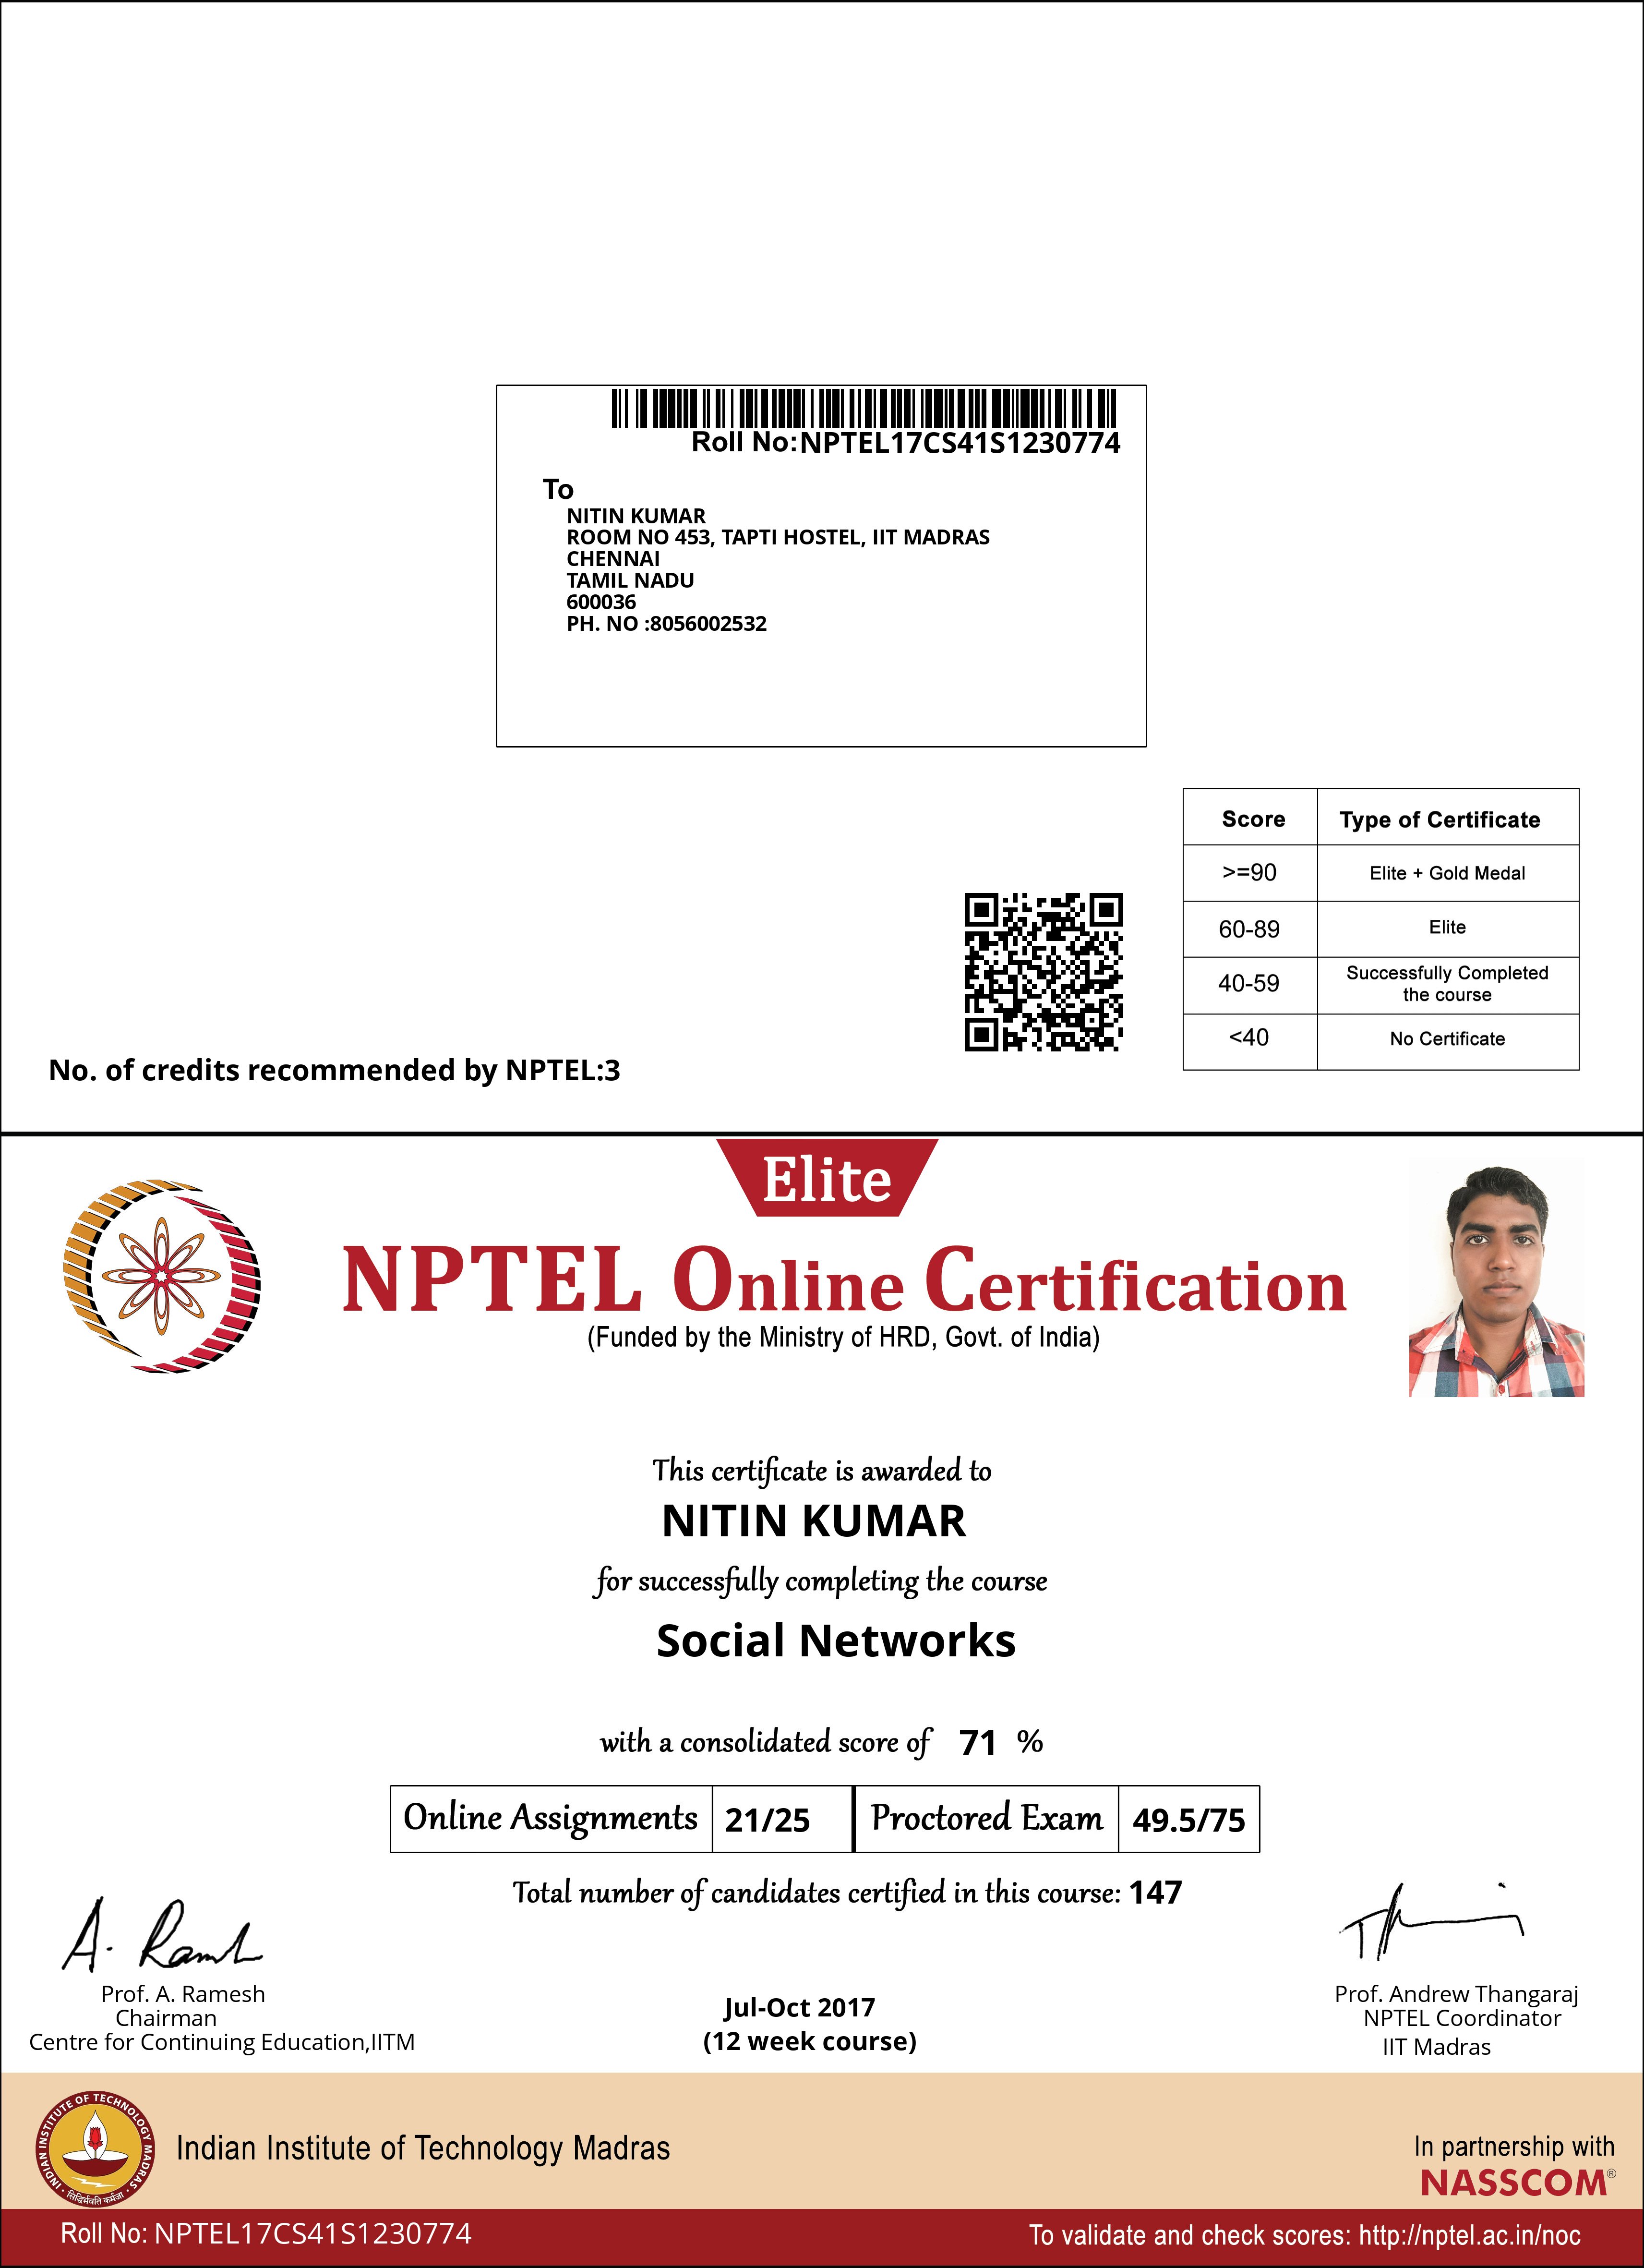 Roll No:NPTEL17CS41S1230774
To
NITIN KUMAR
ROOM NO 453, TAPTI HOSTEL, IIT MADRAS
CHENNAI
TAMIL NADU
600036
PH. NO :8056002532
Score Type of Certificate
>=90 Elite + Gold Medal
60-89 Elite
40-59 Successfully Completed
the course
<40 No Certificate
No. of credits recommended by NPTEL:3
Elite
NPTEL Online Certification
(Funded by the Ministry of HRD, Govt. of India)
This certificate is awarded to
NITIN KUMAR
for successfully completing the course
Social Networks
with a consolidated score of 71 %
Online Assignments 21/25 Proctored Exam 49.5/75
Total number of candidates certified in this course: 147
A. Ramesh
Prof. A. Ramesh
Chairman
Centre for Continuing Education,IITM
Jul-Oct 2017
(12 week course)
Prof. Andrew Thangaraj
NPTEL Coordinator
IIT Madras
INDIAN INSTITUTE OF TECHNOLOGY MADRAS
सिद्धिर्भवति कर्मजा
Indian Institute of Technology Madras
In partnership with
NASSCOM®
Roll No: NPTEL17CS41S1230774
To validate and check scores: http://nptel.ac.in/noc